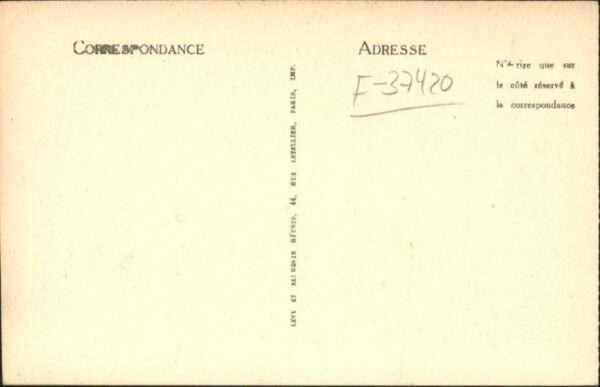 CORRESPONDANCE
ADRESSE
N'écrire que sur
le côté réservé à
la correspondance
F-37420
LEVY ET NEURDEIN RÉUNIS, 44, RUE LETELLIER, PARIS, IMP.